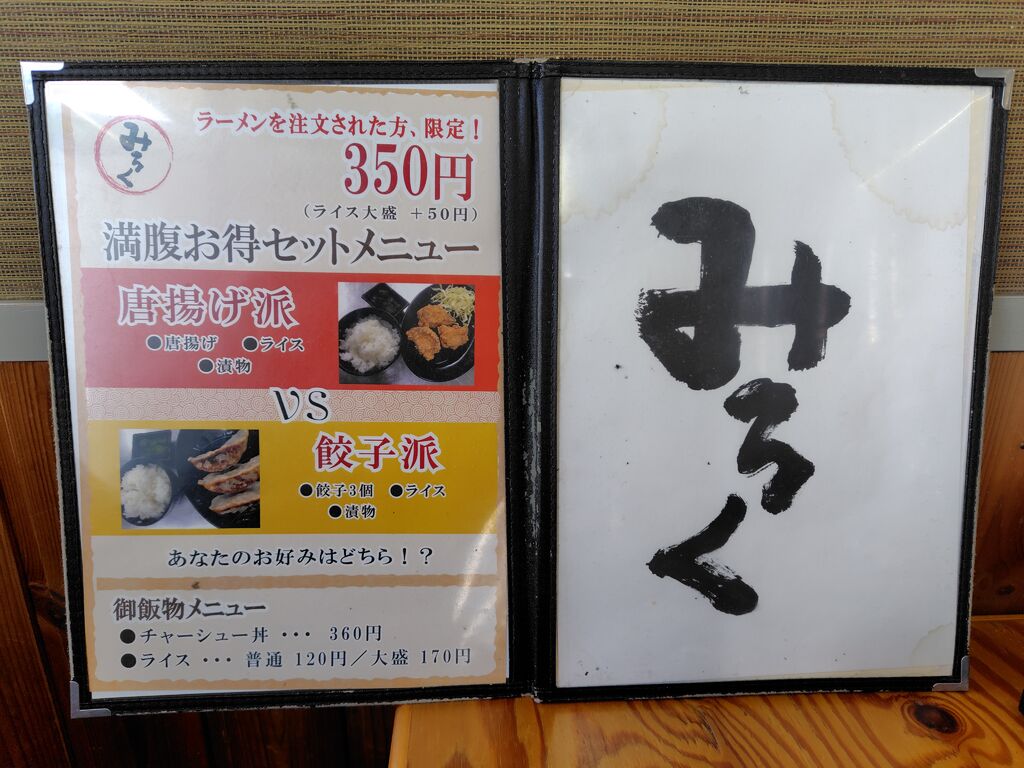 みろく
ラーメンを注文された方、限定！
350円
（ライス大盛 ＋50円）
満腹お得セットメニュー
唐揚げ派
●唐揚げ ●ライス
●漬物
VS
餃子派
●餃子3個 ●ライス
●漬物
あなたのお好みはどちら！？
御飯物メニュー
●チャーシュー丼 ･･･ 360円
●ライス ･･･ 普通 120円／大盛 170円
みろく